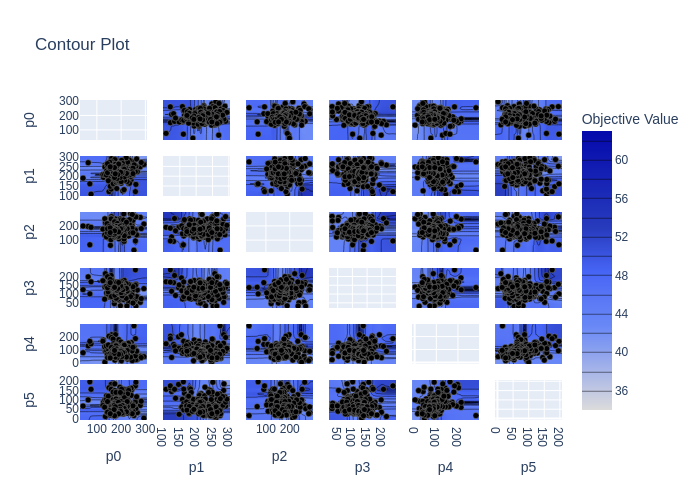 Contour Plot
Objective Value
p0
300
200
100
p1
300
250
200
150
100
p2
200
100
p3
200
150
100
50
p4
200
100
0
p5
200
150
100
50
0
60
56
52
48
44
40
36
100 200 300
100 150 200 250 300
100 200
50 100 150 200
0 100 200
0 50 100 150 200
p0 p1 p2 p3 p4 p5